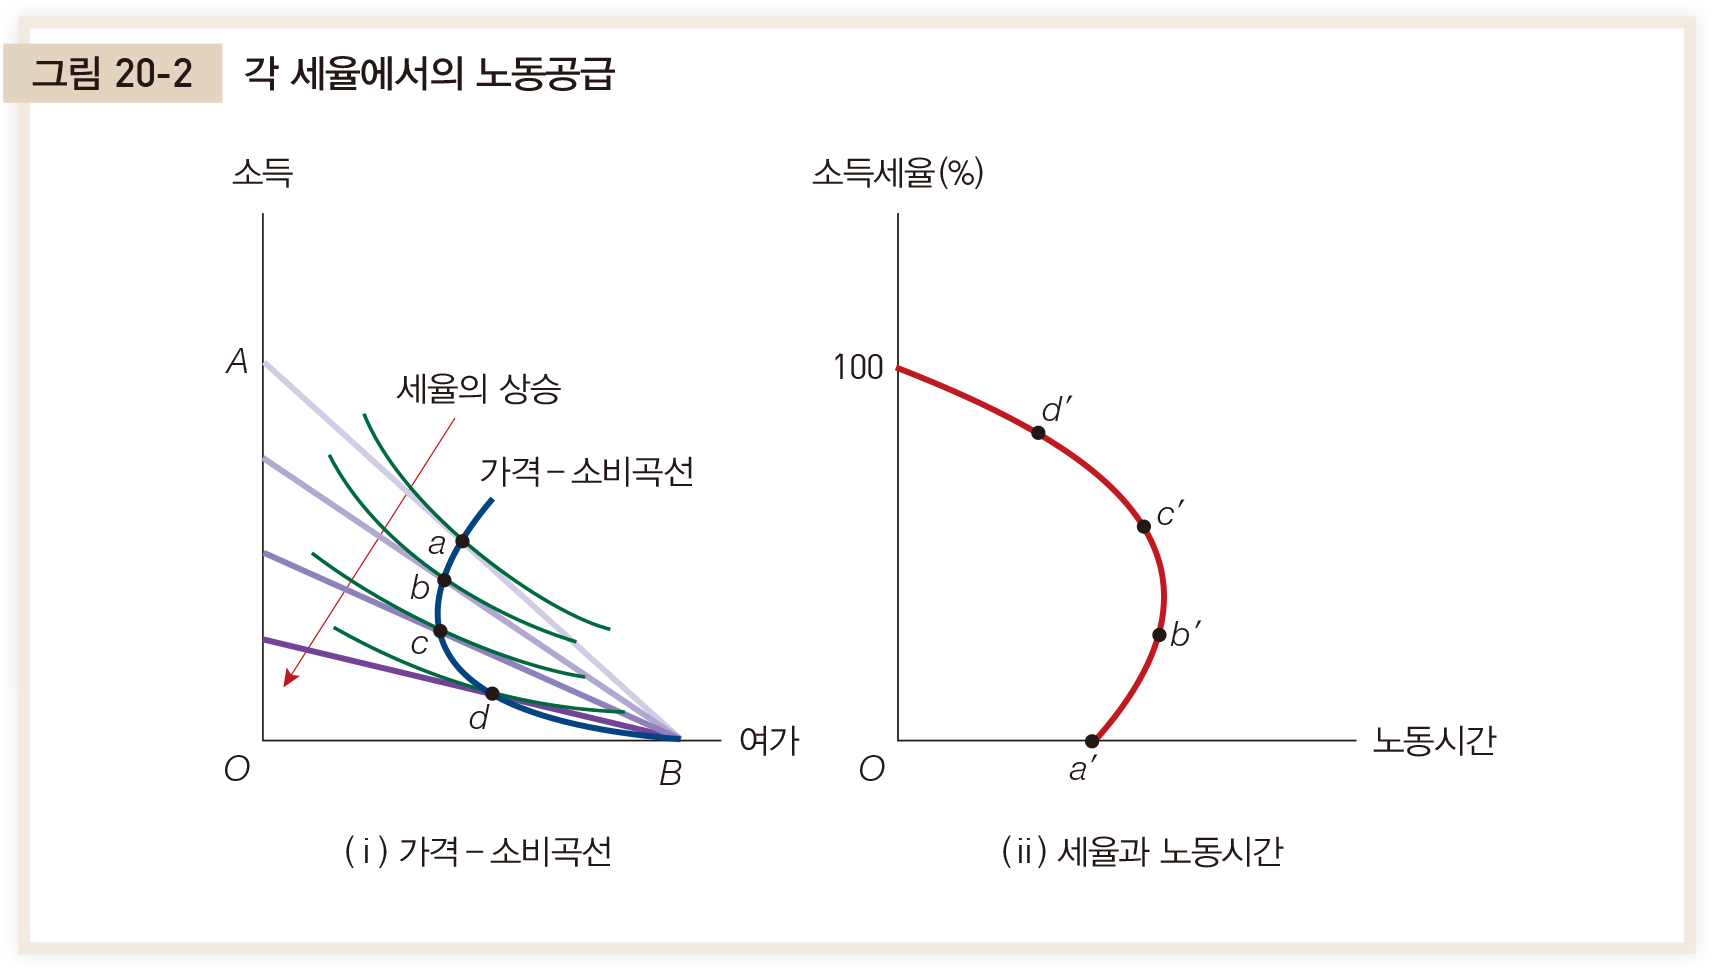 그림 20-2 각 세율에서의 노동공급
소득
A
세율의 상승
가격 – 소비곡선
a
b
c
d
여가
O
B
( i ) 가격 – 소비곡선
소득세율(%)
100
d′
c′
b′
a′
노동시간
O
(ii) 세율과 노동시간